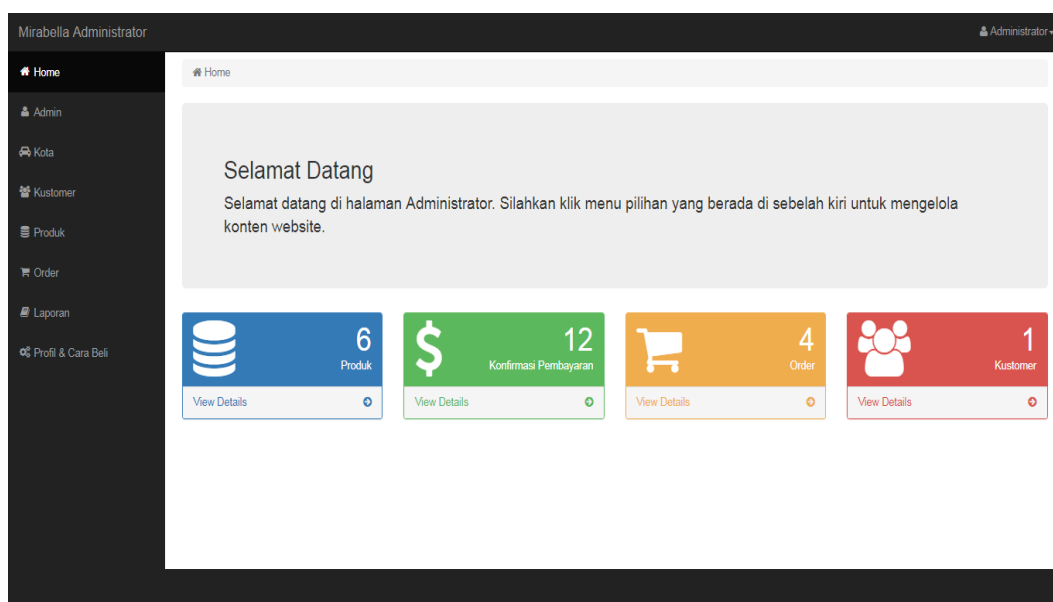 Mirabella Administrator
Administrator
Home
Admin
Kota
Kustomer
Produk
Order
Laporan
Profil & Cara Beli
Home
Selamat Datang
Selamat datang di halaman Administrator. Silahkan klik menu pilihan yang berada di sebelah kiri untuk mengelola
konten website.
6
Produk
View Details
12
Konfirmasi Pembayaran
View Details
4
Order
View Details
1
Kustomer
View Details